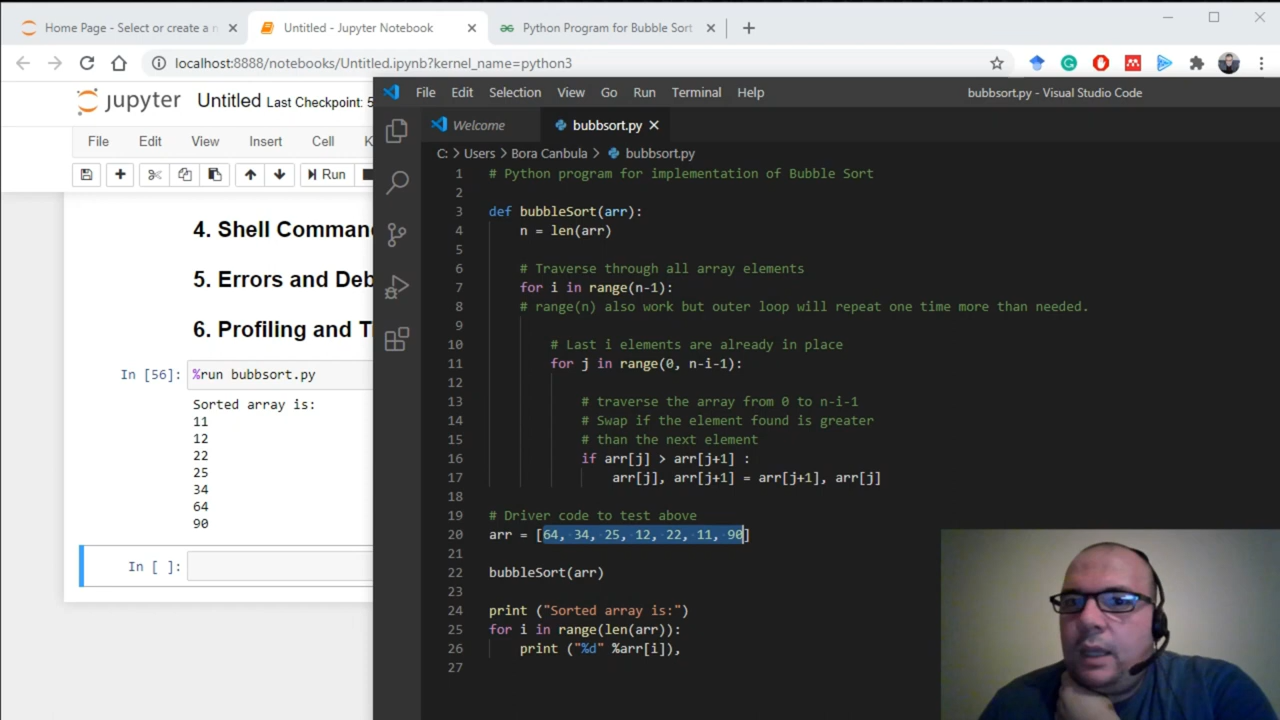 Home Page - Select or create a n
Untitled - Jupyter Notebook
Python Program for Bubble Sort
localhost:8888/notebooks/Untitled.ipynb?kernel_name=python3
jupyter Untitled Last Checkpoint: 5
File Edit View Insert Cell K
Run
4. Shell Comman
5. Errors and Deb
6. Profiling and T
In [56]: %run bubbsort.py
Sorted array is:
11
12
22
25
34
64
90
In [ ]:
File Edit Selection View Go Run Terminal Help
bubbsort.py - Visual Studio Code
Welcome
bubbsort.py
C: > Users > Bora Canbula > bubbsort.py
1 # Python program for implementation of Bubble Sort
2
3 def bubbleSort(arr):
4 n = len(arr)
5
6 # Traverse through all array elements
7 for i in range(n-1):
8 # range(n) also work but outer loop will repeat one time more than needed.
9
10 # Last i elements are already in place
11 for j in range(0, n-i-1):
12
13 # traverse the array from 0 to n-i-1
14 # Swap if the element found is greater
15 # than the next element
16 if arr[j] > arr[j+1] :
17 arr[j], arr[j+1] = arr[j+1], arr[j]
18
19 # Driver code to test above
20 arr = [64, 34, 25, 12, 22, 11, 90]
21
22 bubbleSort(arr)
23
24 print ("Sorted array is:")
25 for i in range(len(arr)):
26 print ("%d" %arr[i]),
27